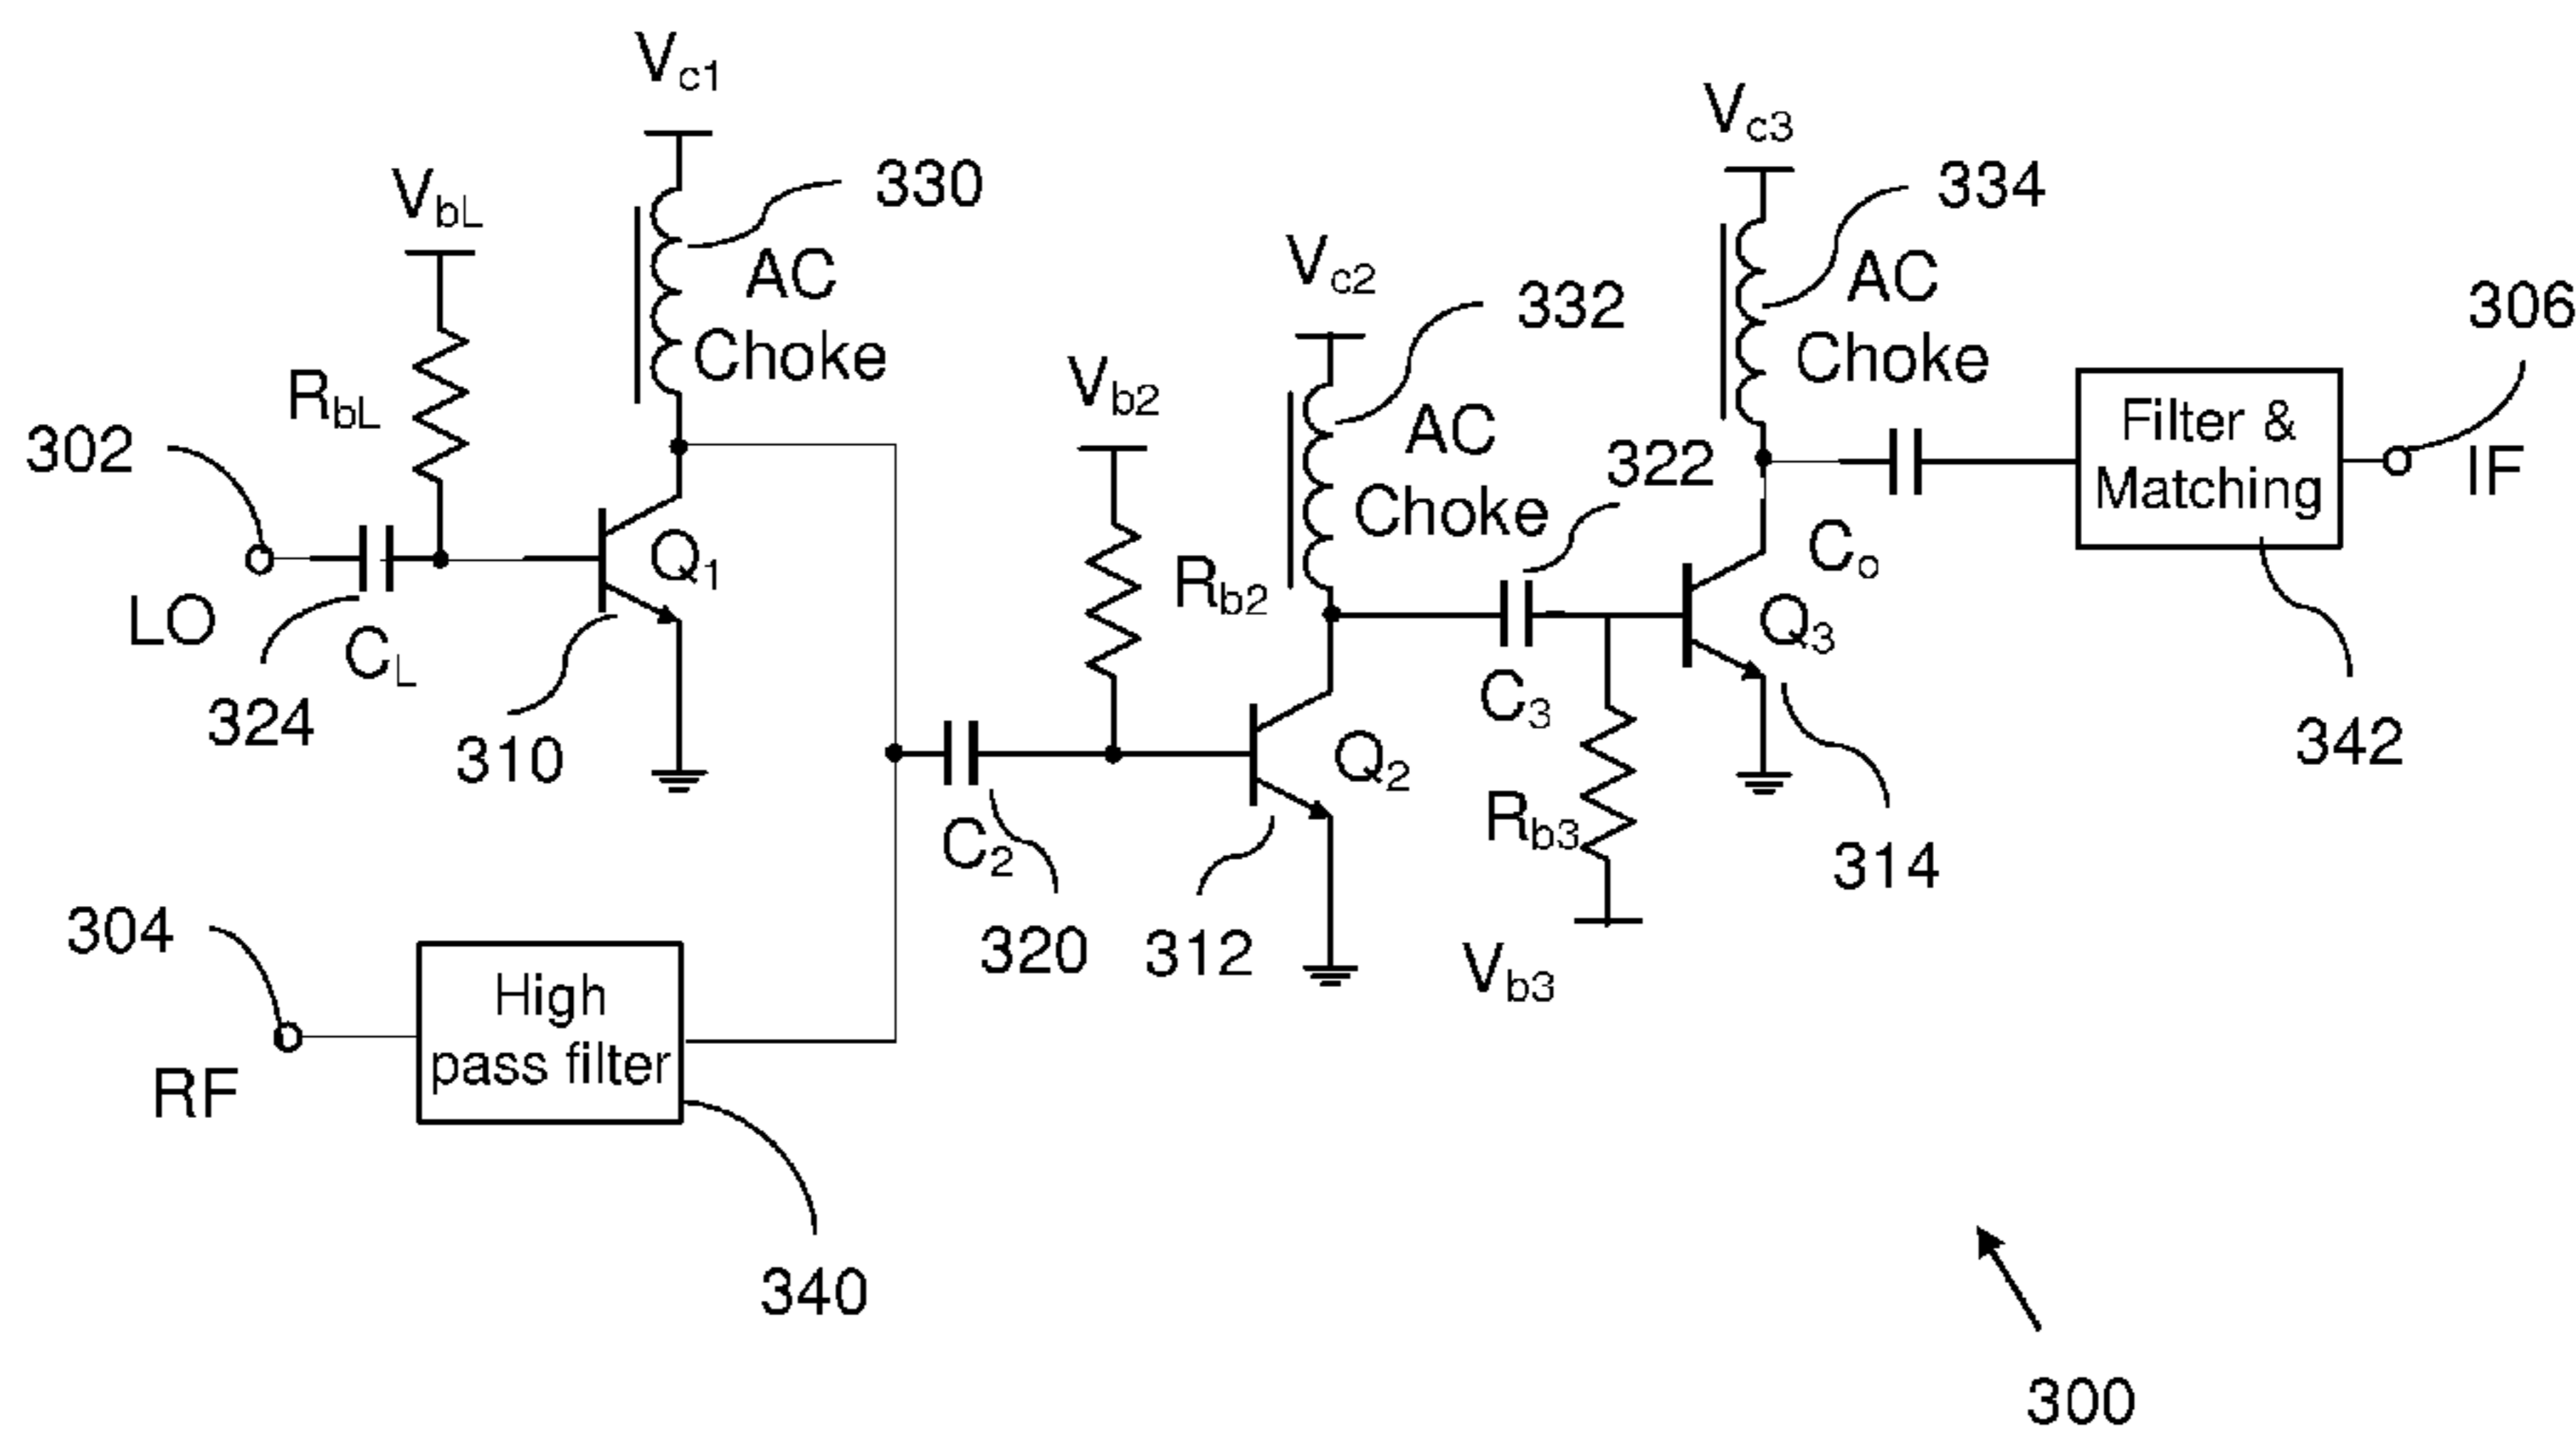 Vc1
Vc3
VbL
330
334
AC
Choke
Vc2
AC
Choke
332
306
RbL
Vb2
302
AC
Choke
322
Filter &
Matching
IF
Q1
Rb2
Co
LO
CL
Q3
324
310
C3
342
Q2
C2
Rb3
314
304
320
312
Vb3
High
pass filter
RF
340
300